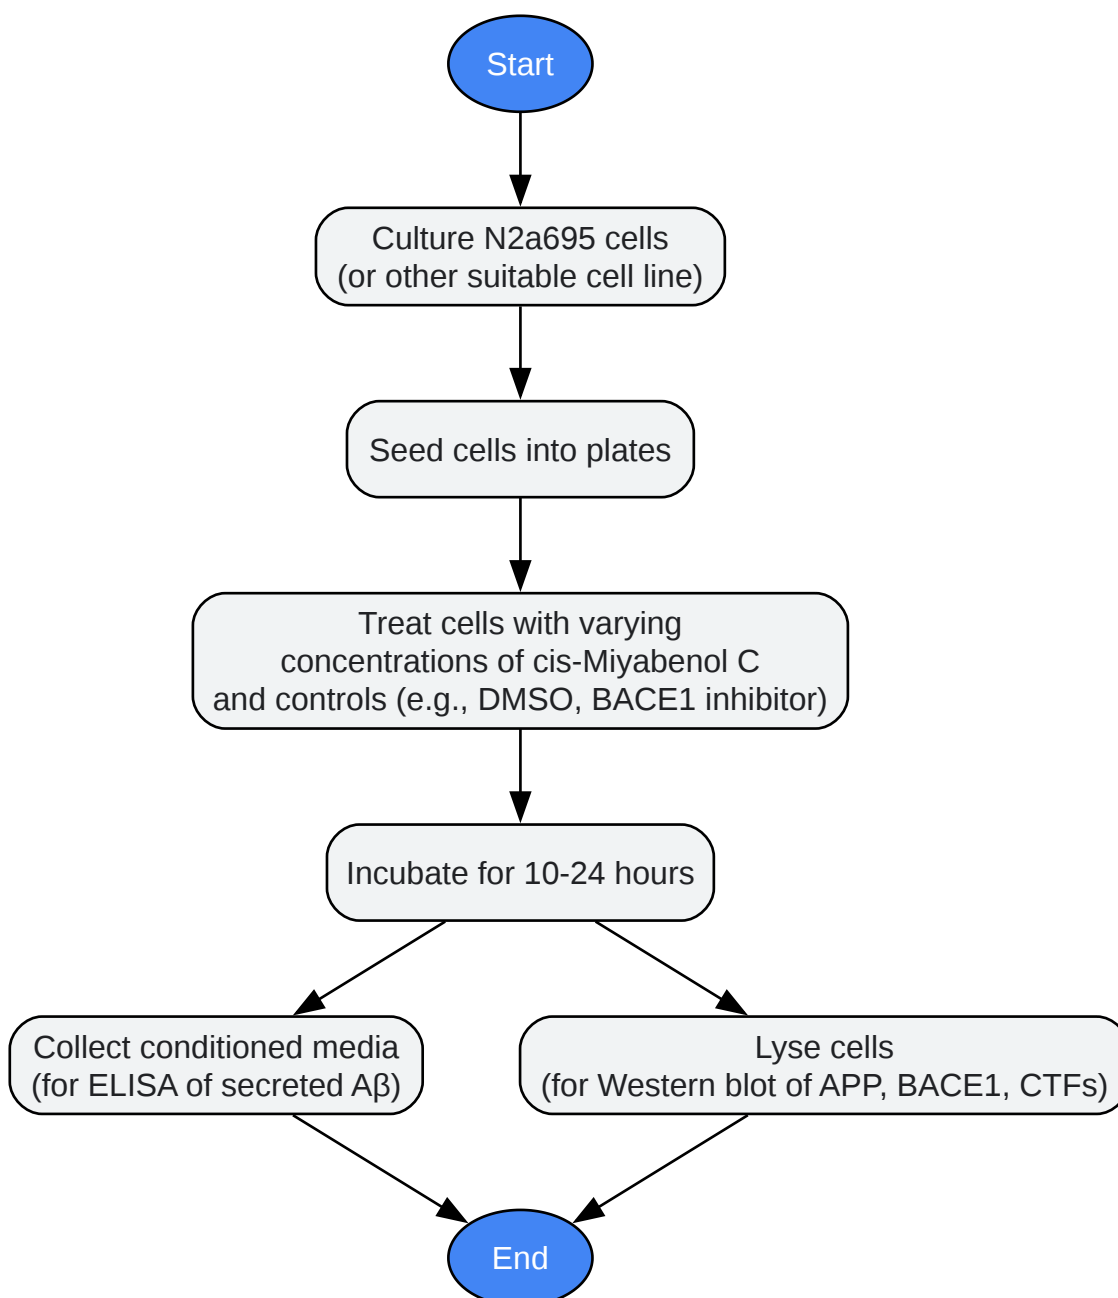 Start
Culture N2a695 cells
(or other suitable cell line)
Seed cells into plates
Treat cells with varying
concentrations of cis-Miyabenol C
and controls (e.g., DMSO, BACE1 inhibitor)
Incubate for 10-24 hours
Collect conditioned media
(for ELISA of secreted Aβ)
Lyse cells
(for Western blot of APP, BACE1, CTFs)
End